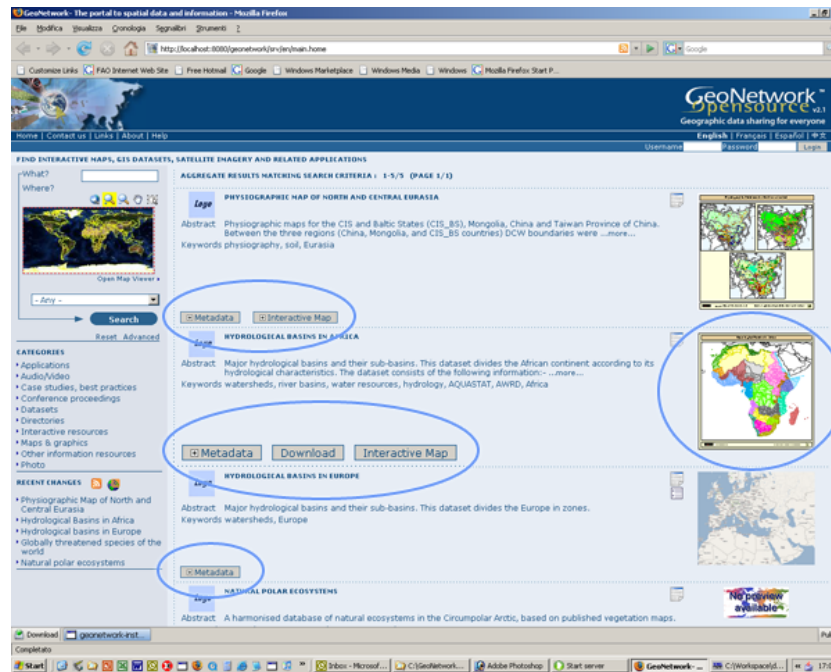 GeoNetwork - The portal to spatial data and information - Mozilla Firefox
File Modifica Visualizza Cronologia Segnalibri Strumenti ?
http://localhost:8080/geonetwork/srv/en/main.home
Google
Customize Links FAO Internet Web Site Free Hotmail Google Windows Marketplace Windows Media Windows Mozilla Firefox Start P...
GeoNetwork
opensource v2.1
Geographic data sharing for everyone
Home | Contact us | Links | About | Help
English | Français | Español | 中文
Username Password Login
FIND INTERACTIVE MAPS, GIS DATASETS, SATELLITE IMAGERY AND RELATED APPLICATIONS
What?
Where?
Open Map Viewer
- Any -
Search
Reset Advanced
CATEGORIES
Applications
Audio/Video
Case studies, best practices
Conference proceedings
Datasets
Directories
Interactive resources
Maps & graphics
Other information resources
Photo
RECENT CHANGES
Physiographic Map of North and
Central Eurasia
Hydrological Basins in Africa
Hydrological Basins in Europe
Globally threatened species of the
world
Natural polar ecosystems
AGGREGATE RESULTS MATCHING SEARCH CRITERIA : 1-5/5 (PAGE 1/1)
Logo PHYSIOGRAPHIC MAP OF NORTH AND CENTRAL EURASIA
Abstract Physiographic maps for the CIS and Baltic States (CIS_BS), Mongolia, China and Taiwan Province of China.
Between the three regions (China, Mongolia, and CIS_BS countries) DCW boundaries were ...more...
Keywords physiography, soil, Eurasia
Metadata Interactive Map
Logo HYDROLOGICAL BASINS IN AFRICA
Abstract Major hydrological basins and their sub-basins. This dataset divides the African continent according to its
hydrological characteristics. The dataset consists of the following information:- ...more...
Keywords watersheds, river basins, water resources, hydrology, AQUASTAT, AWRD, Africa
Metadata Download Interactive Map
Logo HYDROLOGICAL BASINS IN EUROPE
Abstract Major hydrological basins and their sub-basins. This dataset divides the Europe in zones.
Keywords watersheds, Europe
Metadata
Logo NATURAL POLAR ECOSYSTEMS
Abstract A harmonised database of natural ecosystems in the Circumpolar Arctic, based on published vegetation maps.
No preview
available
Download geonetwork-inst...
Completato
Start Inbox - Microsof... C:\GeoNetwork... Adobe Photoshop Start server GeoNetwork- ... C:\Workspace\d...